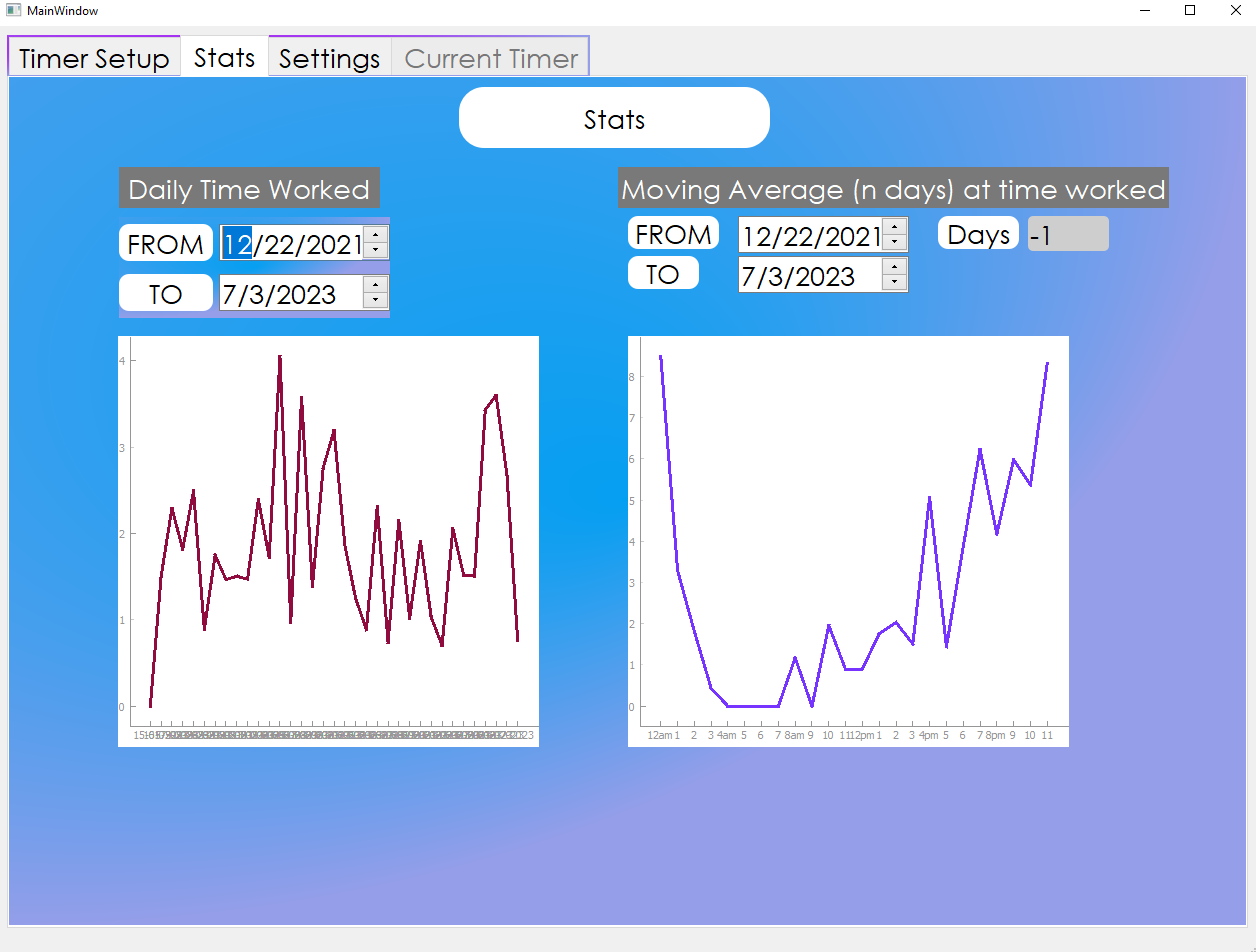 MainWindow
Timer Setup Stats Settings Current Timer
Stats
Daily Time Worked
FROM 12/22/2021
TO 7/3/2023
4
3
2
1
0
Moving Average (n days) at time worked
FROM 12/22/2021 Days -1
TO 7/3/2023
8
7
6
5
4
3
2
1
0
12am 1 2 3 4am 5 6 7 8am 9 10 11 12pm 1 2 3 4pm 5 6 7 8pm 9 10 11